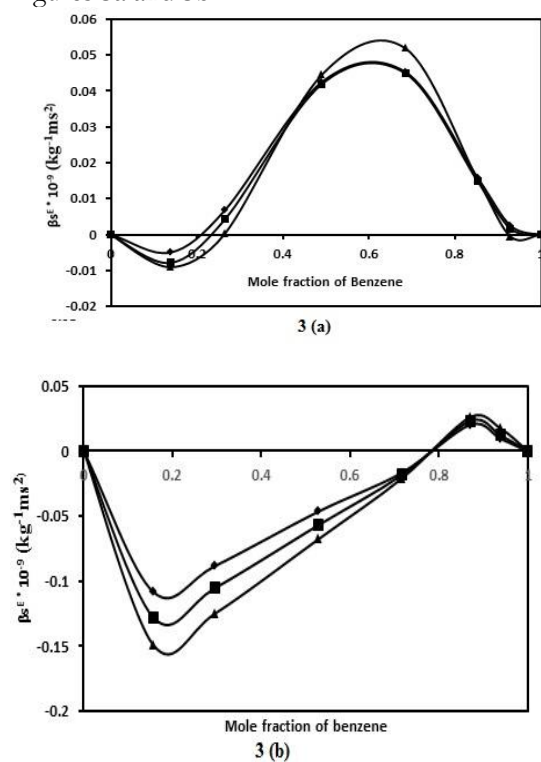 0.06
0.05
0.04
0.03
0.02
0.01
0
-0.01
-0.02
βsᴱ * 10⁻⁹ (kg⁻¹ms²)
0 0.2 0.4 0.6 0.8 1
Mole fraction of Benzene
3 (a)
0.05
0
-0.05
-0.1
-0.15
-0.2
βsᴱ * 10⁻⁹ (kg⁻¹ms²)
0 0.2 0.4 0.6 0.8 1
Mole fraction of benzene
3 (b)